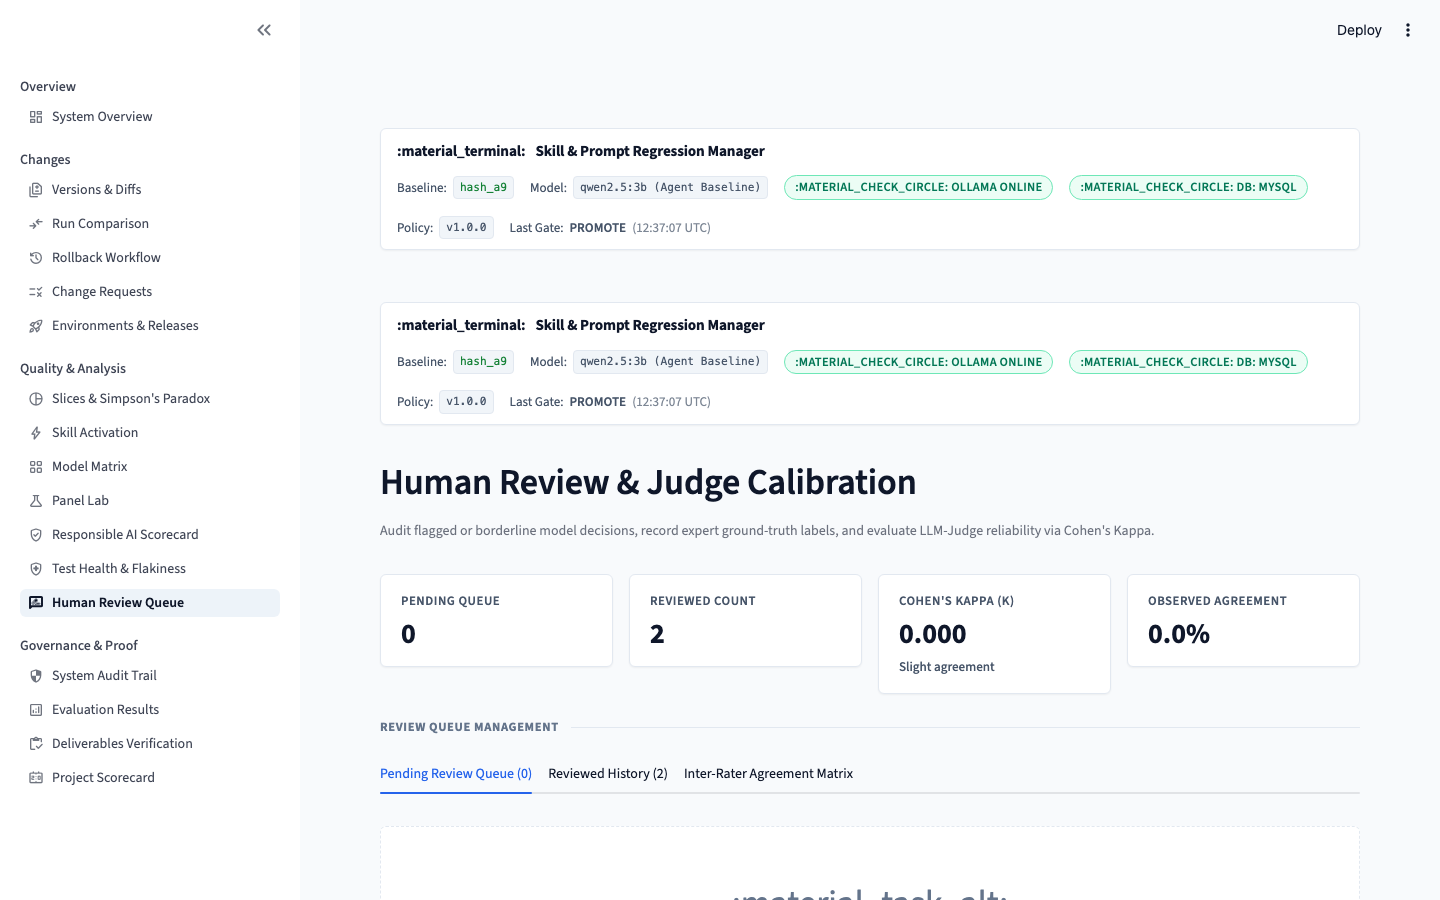 Deploy
Overview
System Overview
Changes
Versions & Diffs
Run Comparison
Rollback Workflow
Change Requests
Environments & Releases
Quality & Analysis
Slices & Simpson's Paradox
Skill Activation
Model Matrix
Panel Lab
Responsible AI Scorecard
Test Health & Flakiness
Human Review Queue
Governance & Proof
System Audit Trail
Evaluation Results
Deliverables Verification
Project Scorecard
:material_terminal: Skill & Prompt Regression Manager
Baseline: hash_a9 Model: qwen2.5:3b (Agent Baseline) :MATERIAL_CHECK_CIRCLE: OLLAMA ONLINE :MATERIAL_CHECK_CIRCLE: DB: MYSQL
Policy: v1.0.0 Last Gate: PROMOTE (12:37:07 UTC)
:material_terminal: Skill & Prompt Regression Manager
Baseline: hash_a9 Model: qwen2.5:3b (Agent Baseline) :MATERIAL_CHECK_CIRCLE: OLLAMA ONLINE :MATERIAL_CHECK_CIRCLE: DB: MYSQL
Policy: v1.0.0 Last Gate: PROMOTE (12:37:07 UTC)
Human Review & Judge Calibration
Audit flagged or borderline model decisions, record expert ground-truth labels, and evaluate LLM-Judge reliability via Cohen's Kappa.
PENDING QUEUE
0
REVIEWED COUNT
2
COHEN'S KAPPA (K)
0.000
Slight agreement
OBSERVED AGREEMENT
0.0%
REVIEW QUEUE MANAGEMENT
Pending Review Queue (0) Reviewed History (2) Inter-Rater Agreement Matrix
:material_task_alt: